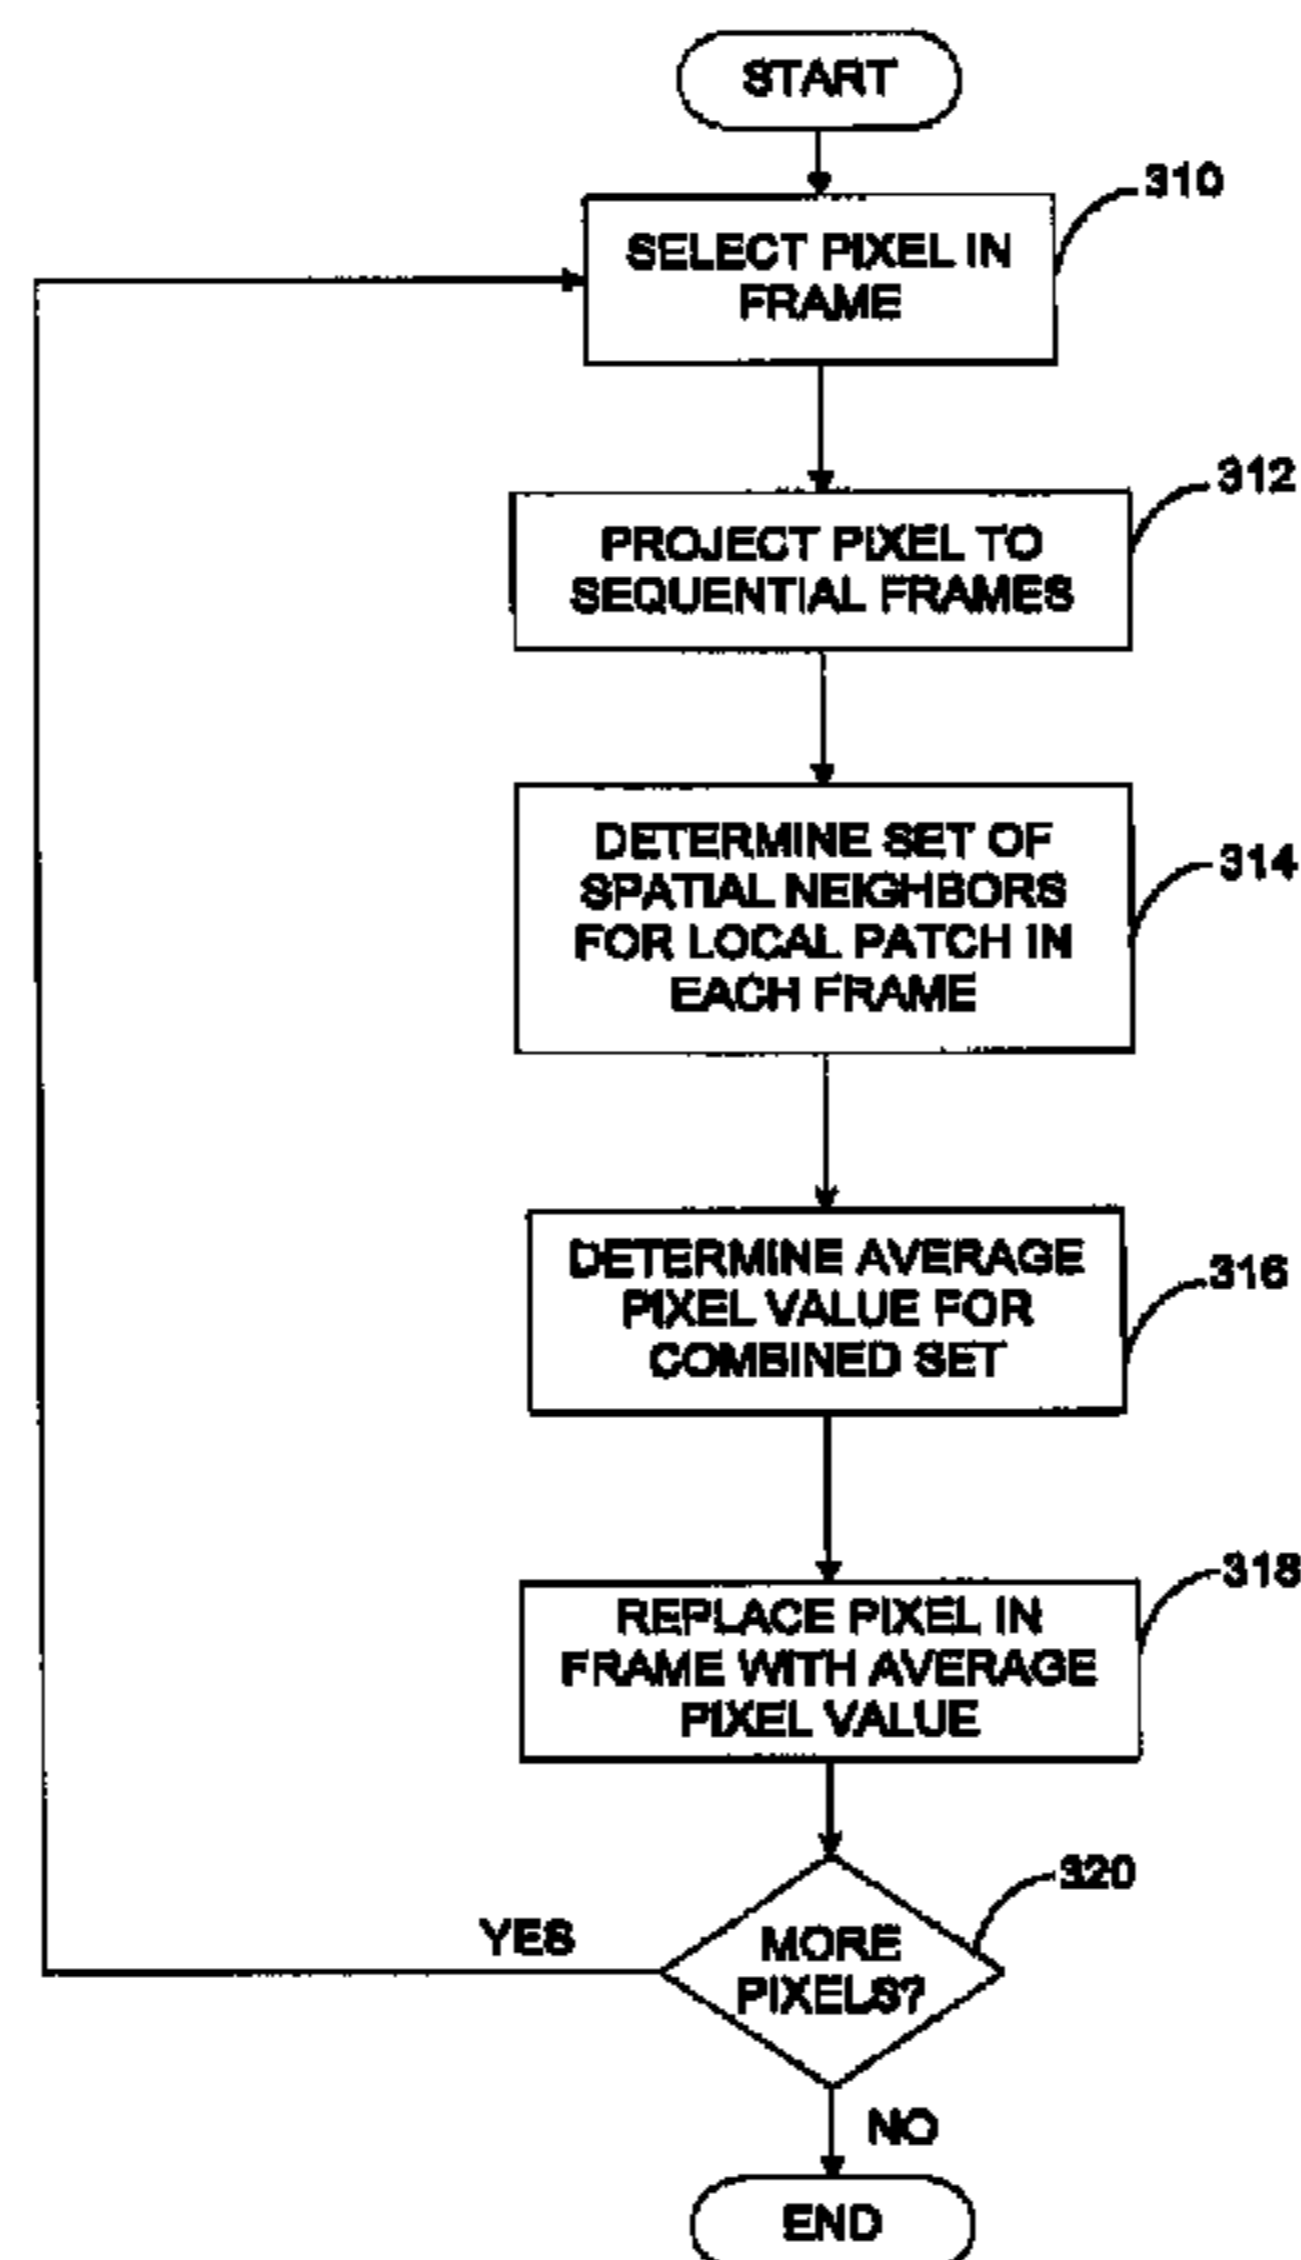 START
310
SELECT PIXEL IN
FRAME
312
PROJECT PIXEL TO
SEQUENTIAL FRAMES
DETERMINE SET OF
SPATIAL NEIGHBORS
FOR LOCAL PATCH IN
EACH FRAME
314
DETERMINE AVERAGE
PIXEL VALUE FOR
COMBINED SET
316
318
REPLACE PIXEL IN
FRAME WITH AVERAGE
PIXEL VALUE
320
YES
MORE
PIXELS?
NO
END